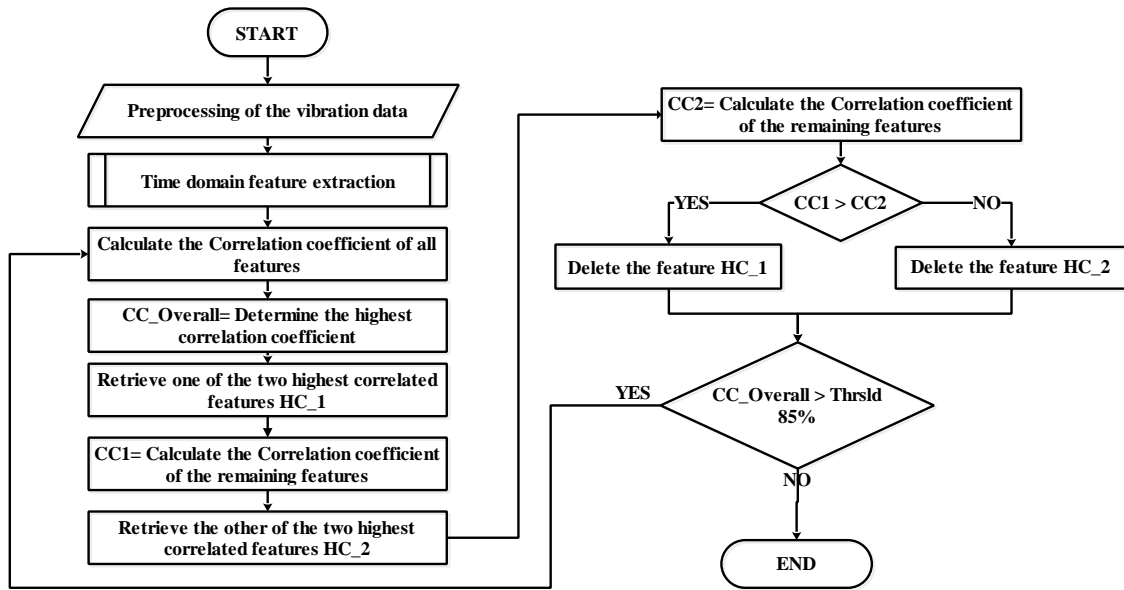 START
Preprocessing of the vibration data
Time domain feature extraction
Calculate the Correlation coefficient of all
features
CC_Overall= Determine the highest
correlation coefficient
Retrieve one of the two highest correlated
features HC_1
CC1= Calculate the Correlation coefficient
of the remaining features
Retrieve the other of the two highest
correlated features HC_2
CC2= Calculate the Correlation coefficient
of the remaining features
CC1 > CC2
YES
NO
Delete the feature HC_1
Delete the feature HC_2
CC_Overall > Thrsld
85%
YES
NO
END